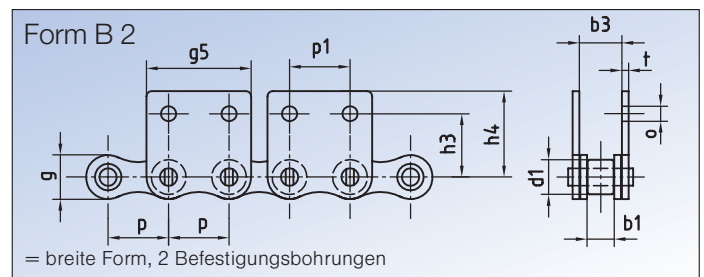 Form B 2
g5
p1
b3
t
h3
h4
o
g
d1
p
p
b1
= breite Form, 2 Befestigungsbohrungen